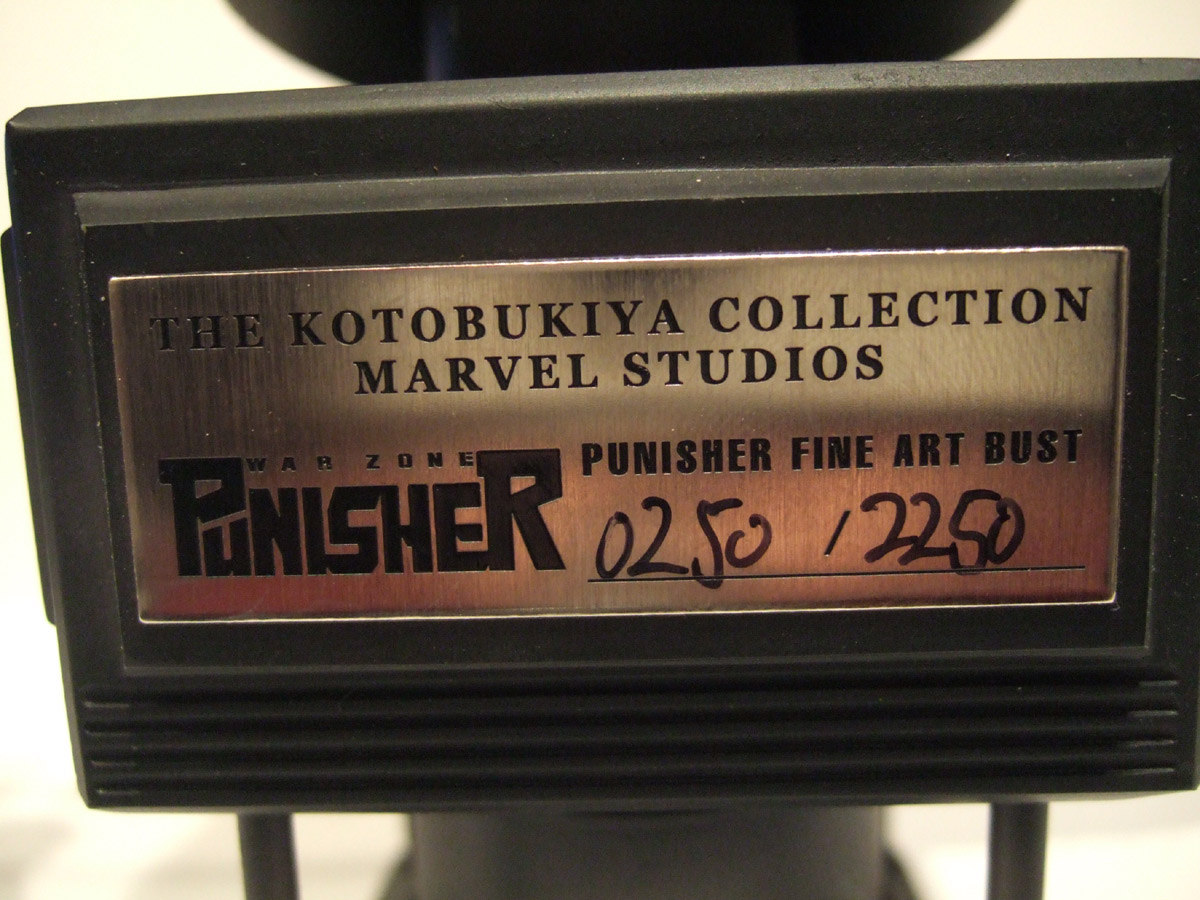 THE KOTOBUKIYA COLLECTION
MARVEL STUDIOS
WAR ZONE
PUNISHER
PUNISHER FINE ART BUST
0250 / 2250